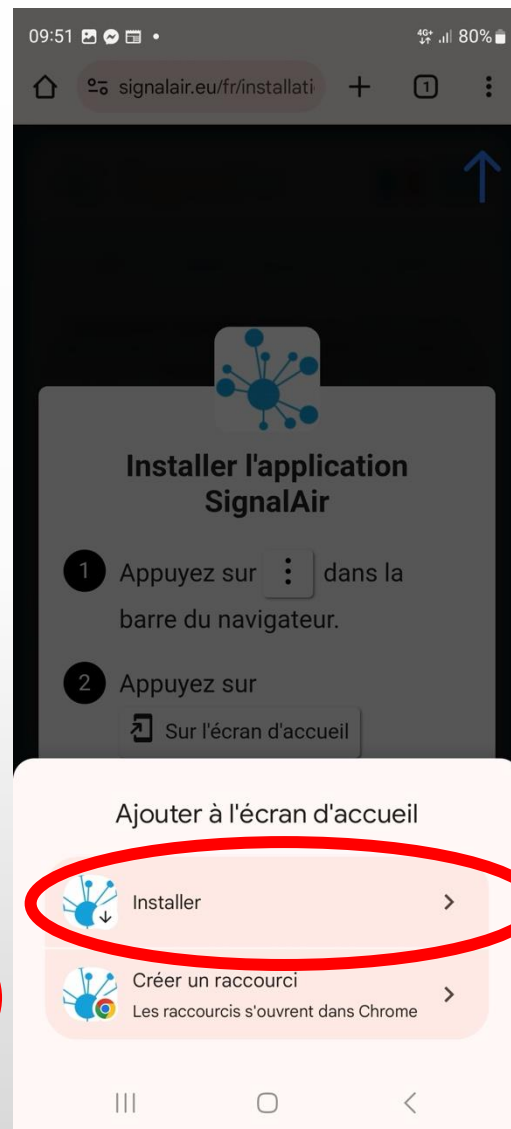 09:51
4G+ 80%
signalair.eu/fr/installati
1
Installer l'application
SignalAir
1 Appuyez sur dans la
barre du navigateur.
2 Appuyez sur
Sur l'écran d'accueil
Ajouter à l'écran d'accueil
Installer
Créer un raccourci
Les raccourcis s'ouvrent dans Chrome